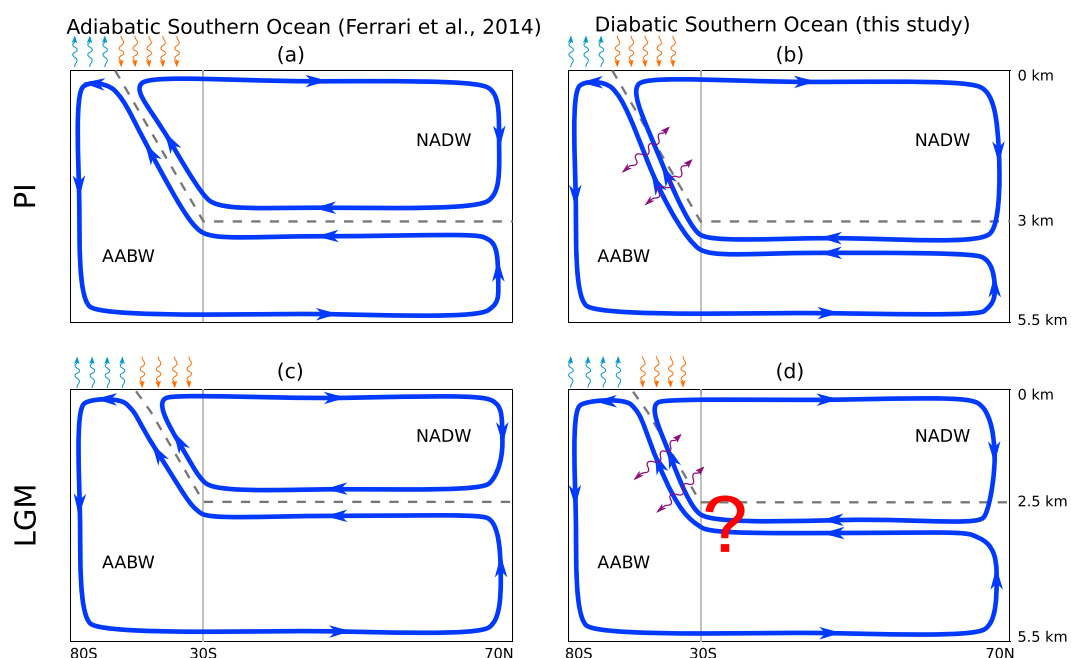 Adiabatic Southern Ocean (Ferrari et al., 2014)
Diabatic Southern Ocean (this study)
(a)
(b)
PI
NADW
AABW
NADW
AABW
0 km
3 km
5.5 km
(c)
(d)
LGM
NADW
AABW
NADW
AABW
?
0 km
2.5 km
5.5 km
80S
30S
70N
80S
30S
70N